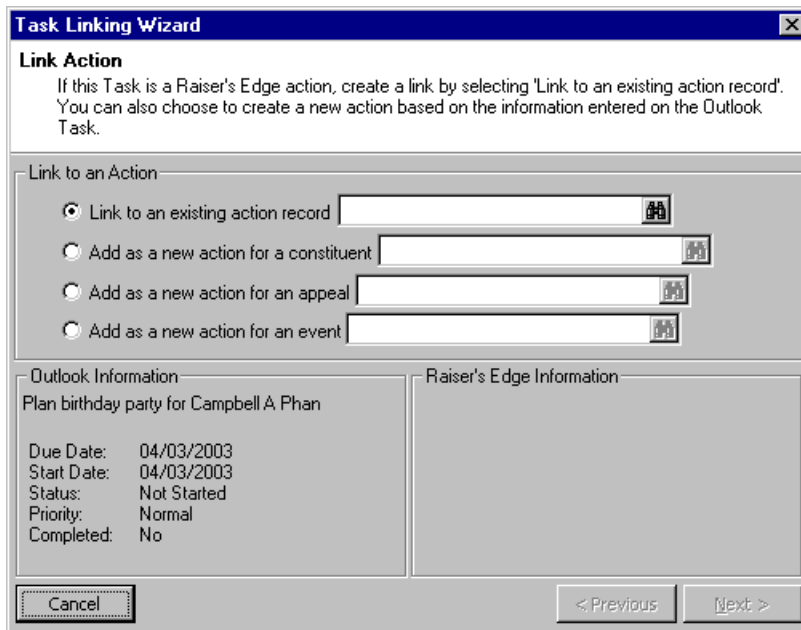 Task Linking Wizard
Link Action
If this Task is a Raiser's Edge action, create a link by selecting 'Link to an existing action record'.
You can also choose to create a new action based on the information entered on the Outlook
Task.
Link to an Action
Link to an existing action record
Add as a new action for a constituent
Add as a new action for an appeal
Add as a new action for an event
Outlook Information
Plan birthday party for Campbell A Phan
Due Date: 04/03/2003
Start Date: 04/03/2003
Status: Not Started
Priority: Normal
Completed: No
Raiser's Edge Information
Cancel
< Previous
Next >